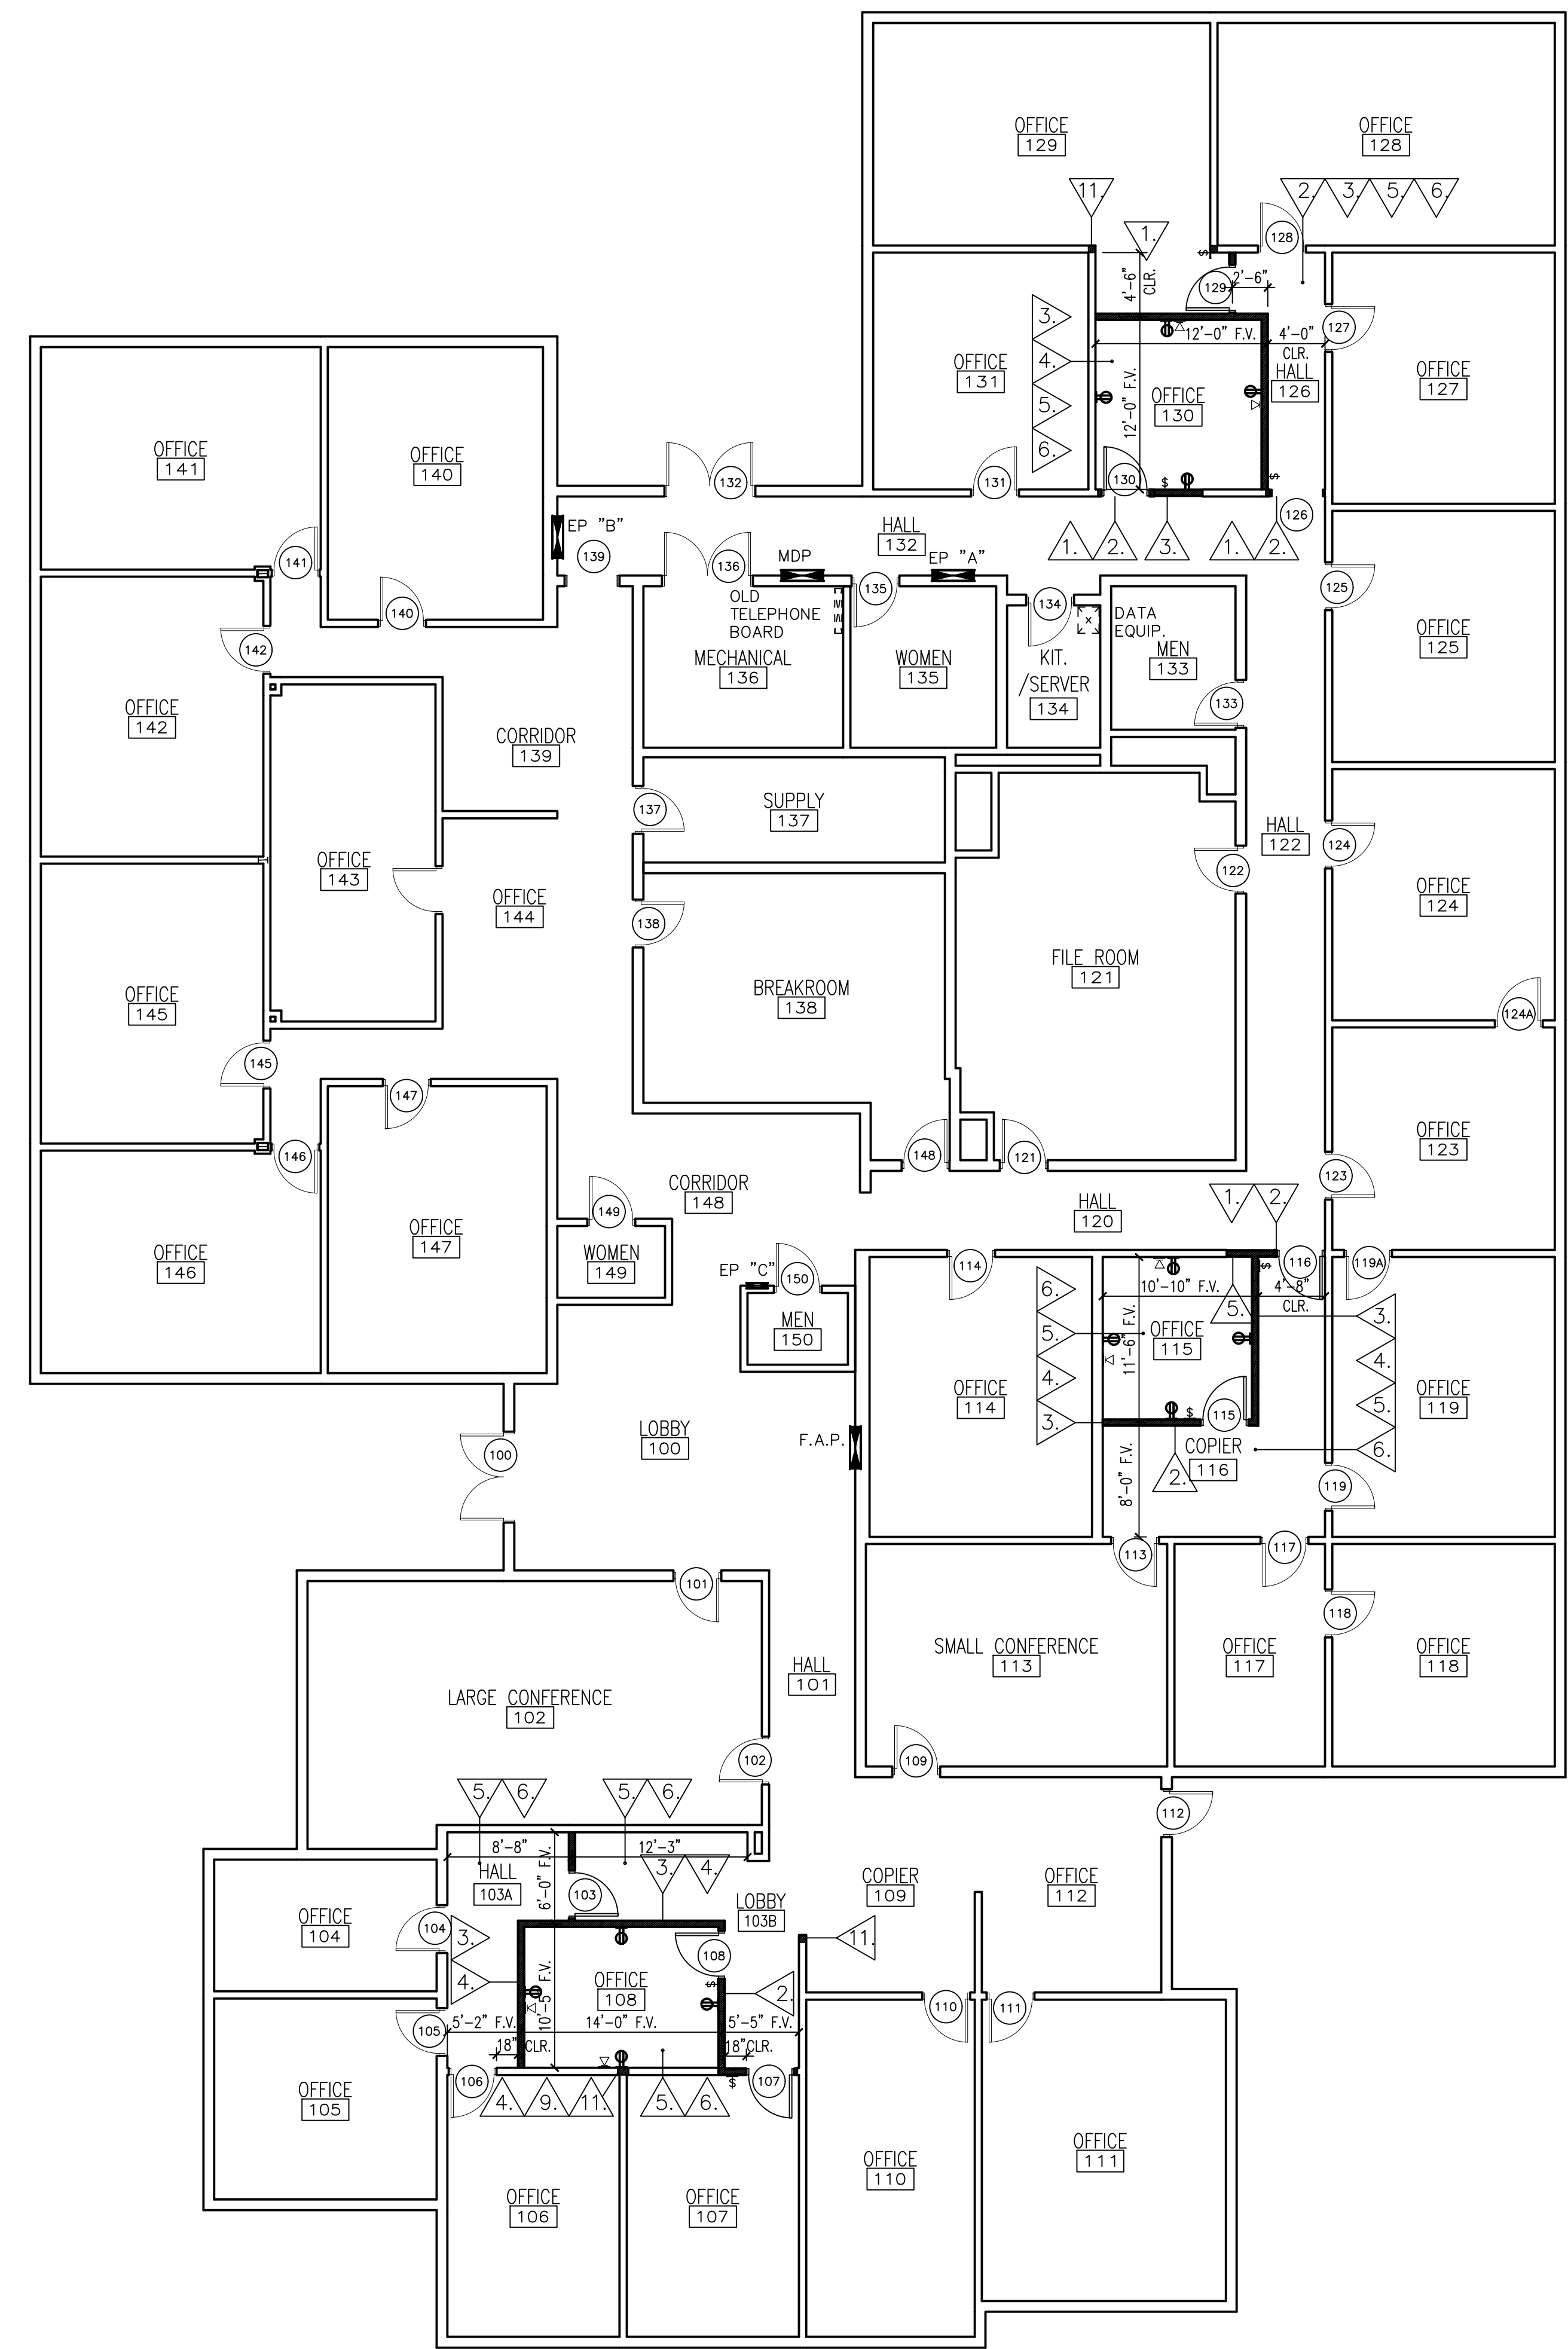 OFFICE
129
OFFICE
128
11.
1.
2. 3. 5. 6.
128
4'-6"
CLR.
129
2'-6"
3.
4.
5.
6.
12'-0" F.V.
4'-0"
CLR.
127
HALL
126
OFFICE
131
OFFICE
130
12'-0" F.V.
OFFICE
127
$
$
$
OFFICE
141
OFFICE
140
132
131
130
126
EP "B"
139
HALL
132
1. 2.
3.
1. 2.
141
136
MDP
EP "A"
135
134
125
140
OLD
TELEPHONE
BOARD
X
DATA
EQUIP.
142
MECHANICAL
136
WOMEN
135
KIT.
/SERVER
134
MEN
133
OFFICE
125
133
OFFICE
142
CORRIDOR
139
137
SUPPLY
137
HALL
122
124
122
OFFICE
143
OFFICE
144
138
OFFICE
124
BREAKROOM
138
FILE ROOM
121
OFFICE
145
124A
145
147
OFFICE
123
146
148
121
123
149
CORRIDOR
148
HALL
120
1. 2.
OFFICE
146
OFFICE
147
WOMEN
149
EP "C"
150
114
116
119A
$
MEN
150
6.
5.
4.
3.
10'-10" F.V.
4'-8"
CLR.
5.
11'-6" F.V.
OFFICE
115
3.
4.
5.
6.
OFFICE
114
OFFICE
119
LOBBY
100
100
F.A.P.
$
115
COPIER
116
2.
8'-0" F.V.
119
113
117
101
118
HALL
101
SMALL CONFERENCE
113
OFFICE
117
OFFICE
118
LARGE CONFERENCE
102
102
109
5. 6.
5. 6.
112
8'-8"
12'-3"
HALL
103A
6'-0" F.V.
103
3. 4.
LOBBY
103B
COPIER
109
OFFICE
112
OFFICE
104
104
3.
4.
108
11.
OFFICE
108
10'-5" F.V.
$
2.
110
111
105
5'-2" F.V.
14'-0" F.V.
5'-5" F.V.
18" CLR.
18" CLR.
OFFICE
105
106
4. 9. 11.
5. 6.
$
107
OFFICE
106
OFFICE
107
OFFICE
110
OFFICE
111